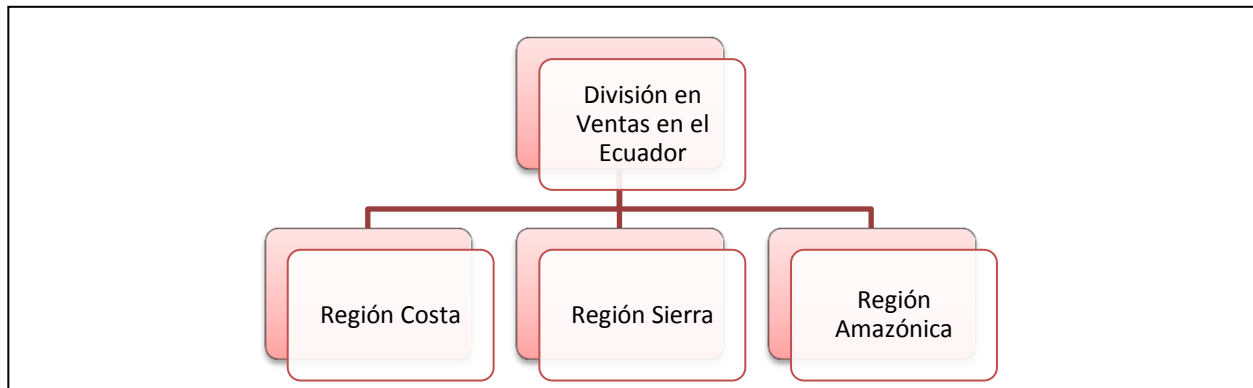 División en
Ventas en el
Ecuador
Región Costa
Región Sierra
Región
Amazónica